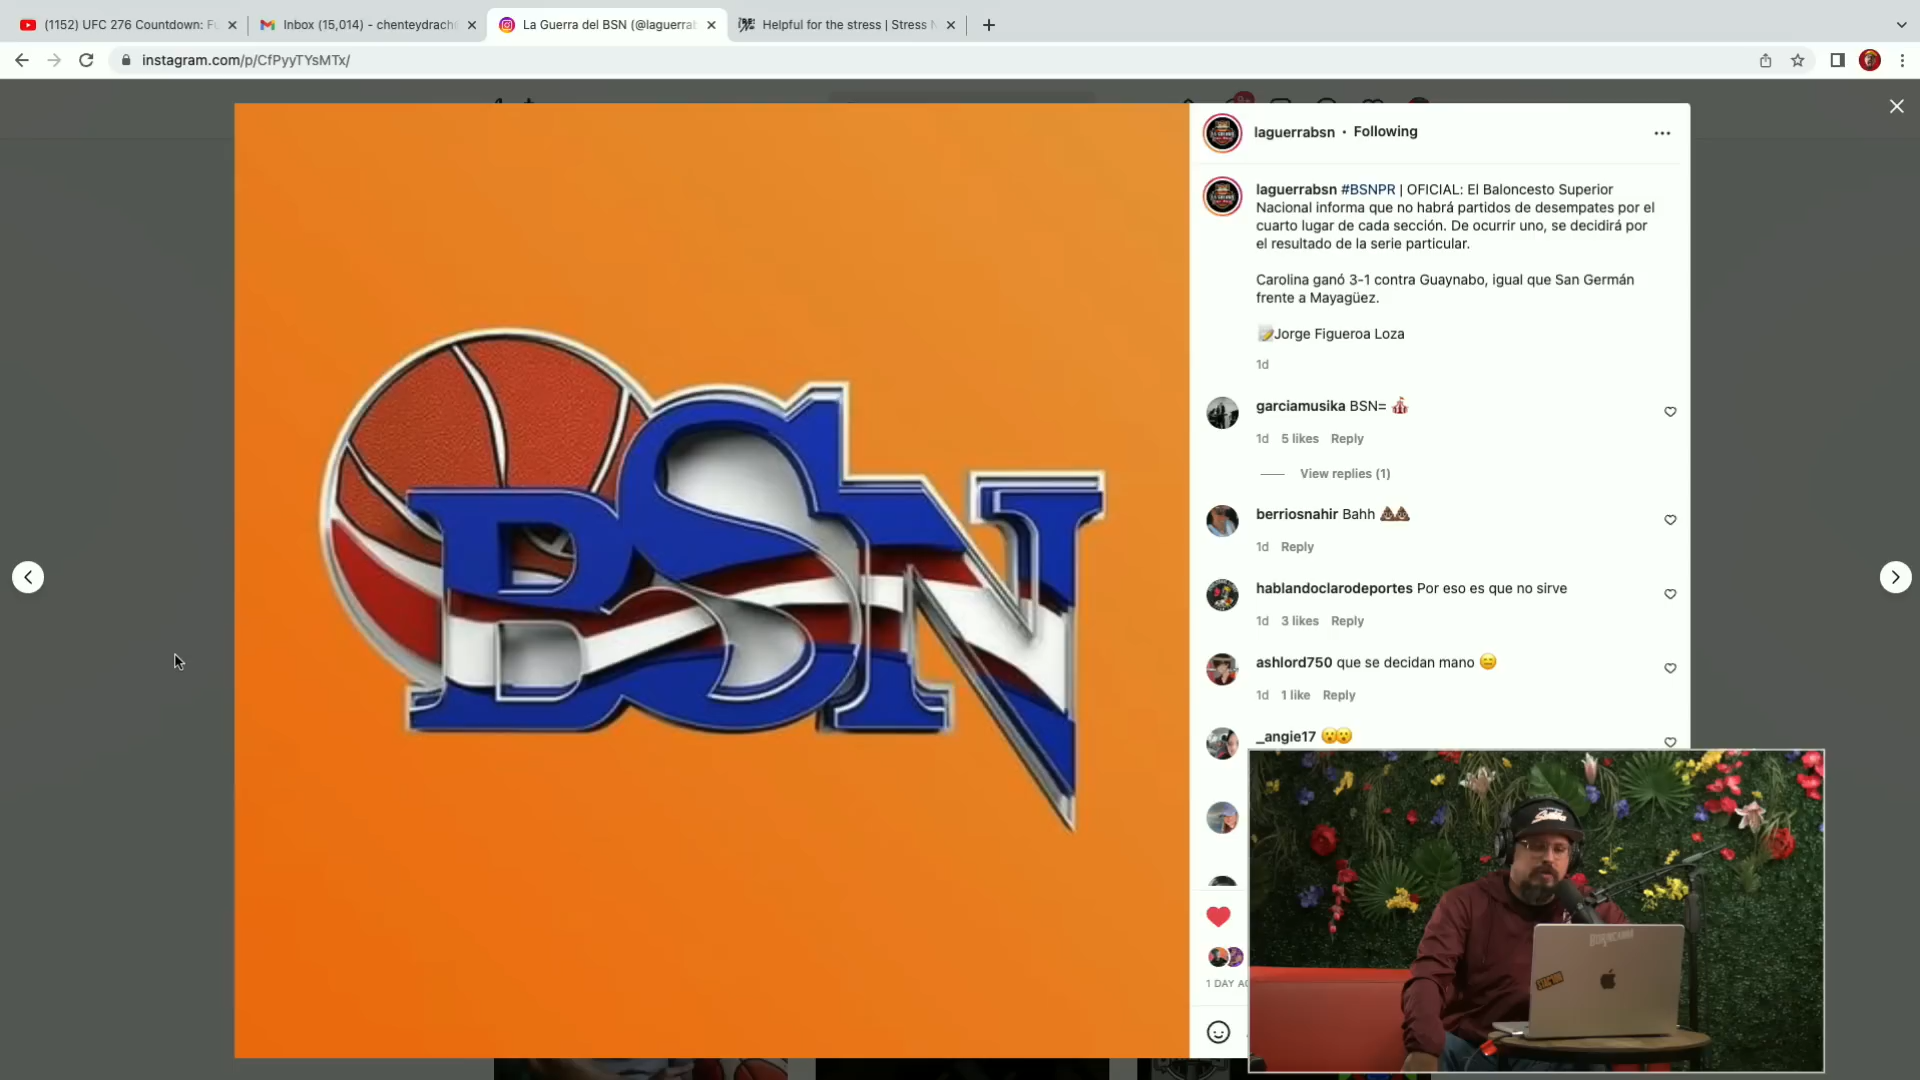 (1152) UFC 276 Countdown: Fu
Inbox (15,014) - chenteydrach
La Guerra del BSN (@laguerrab
Helpful for the stress | Stress N
instagram.com/p/CfPyyTYsMTx/
laguerrabsn • Following
laguerrabsn #BSNPR | OFICIAL: El Baloncesto Superior
Nacional informa que no habrá partidos de desempates por el
cuarto lugar de cada sección. De ocurrir uno, se decidirá por
el resultado de la serie particular.
Carolina ganó 3-1 contra Guaynabo, igual que San Germán
frente a Mayagüez.
📝Jorge Figueroa Loza
1d
garciamusika BSN= 🎪
1d 5 likes Reply
View replies (1)
berriosnahir Bahh 💩💩
1d Reply
hablandoclarodeportes Por eso es que no sirve
1d 3 likes Reply
ashlord750 que se decidan mano 😑
1d 1 like Reply
_angie17 😮😮
1 DAY AG
BSN